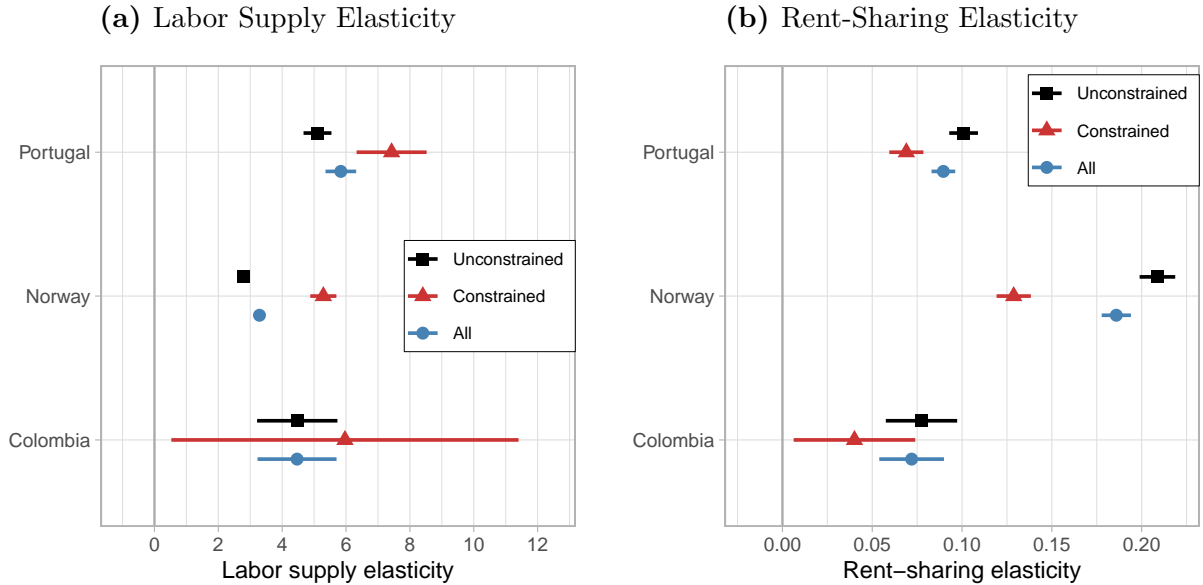 (a) Labor Supply Elasticity
Portugal
Norway
Colombia
Unconstrained
Constrained
All
0 2 4 6 8 10 12
Labor supply elasticity
(b) Rent-Sharing Elasticity
Unconstrained
Constrained
All
Portugal
Norway
Colombia
0.00 0.05 0.10 0.15 0.20
Rent−sharing elasticity